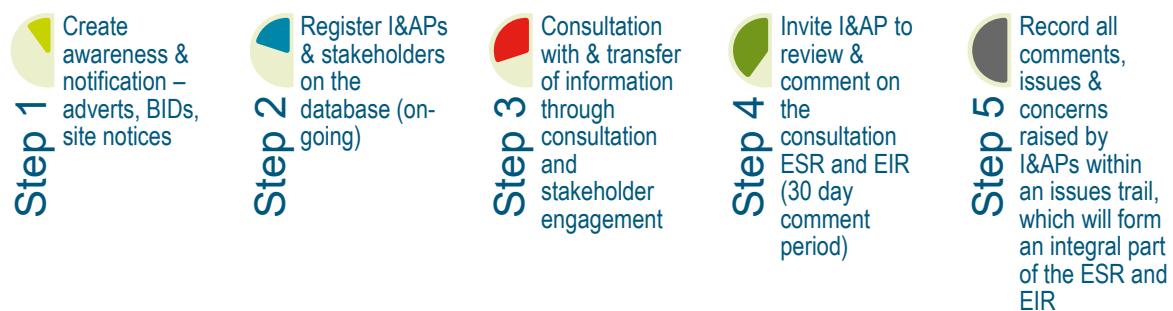 Step 1
Create
awareness &
notification –
adverts, BIDs,
site notices
Step 2
Register I&APs
& stakeholders
on the
database (on-
going)
Step 3
Consultation
with & transfer
of information
through
consultation
and
stakeholder
engagement
Step 4
Invite I&AP to
review &
comment on
the
consultation
ESR and EIR
(30 day
comment
period)
Step 5
Record all
comments,
issues &
concerns
raised by
I&APs within
an issues trail,
which will form
an integral part
of the ESR and
EIR